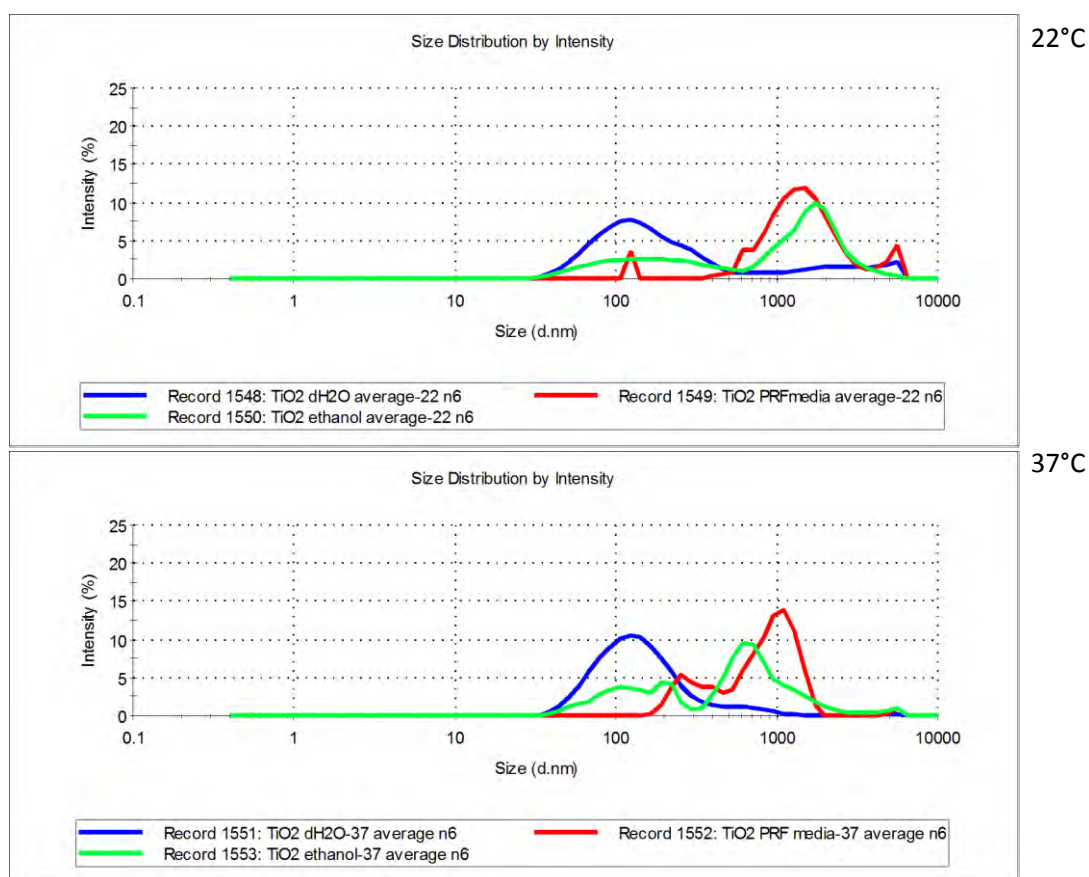 22°C
Size Distribution by Intensity
25
20
15
10
5
0
Intensity (%)
0.1 1 10 100 1000 10000
Size (d.nm)
Record 1548: TiO2 dH2O average-22 n6 Record 1549: TiO2 PRFmedia average-22 n6
Record 1550: TiO2 ethanol average-22 n6
37°C
Size Distribution by Intensity
25
20
15
10
5
0
Intensity (%)
0.1 1 10 100 1000 10000
Size (d.nm)
Record 1551: TiO2 dH2O-37 average n6 Record 1552: TiO2 PRF media-37 average n6
Record 1553: TiO2 ethanol-37 average n6